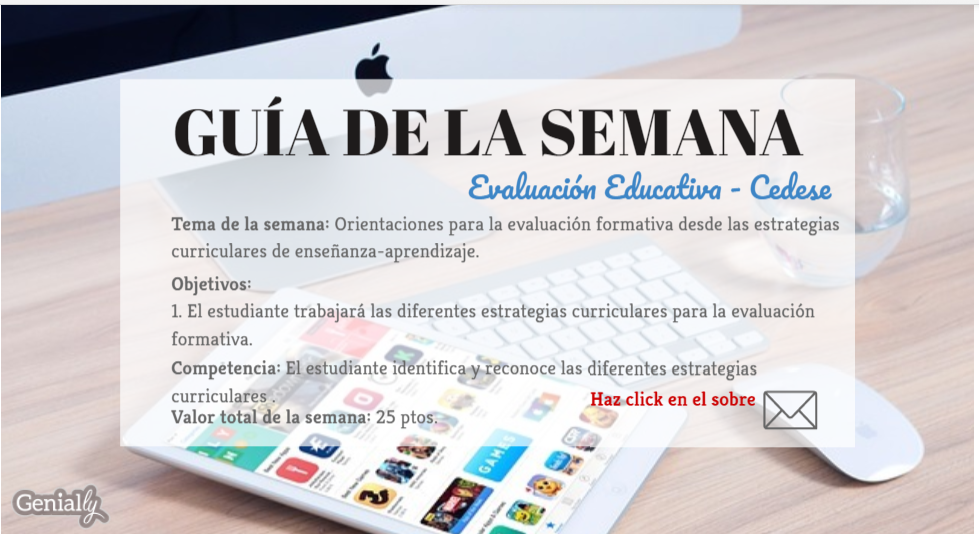 GUÍA DE LA SEMANA
Evaluación Educativa - Cedese
Tema de la semana: Orientaciones para la evaluación formativa desde las estrategias
curriculares de enseñanza-aprendizaje.
Objetivos:
1. El estudiante trabajará las diferentes estrategias curriculares para la evaluación
formativa.
Competencia: El estudiante identifica y reconoce las diferentes estrategias
curriculares .
Valor total de la semana: 25 ptos.
Haz click en el sobre
GAMES
Genially